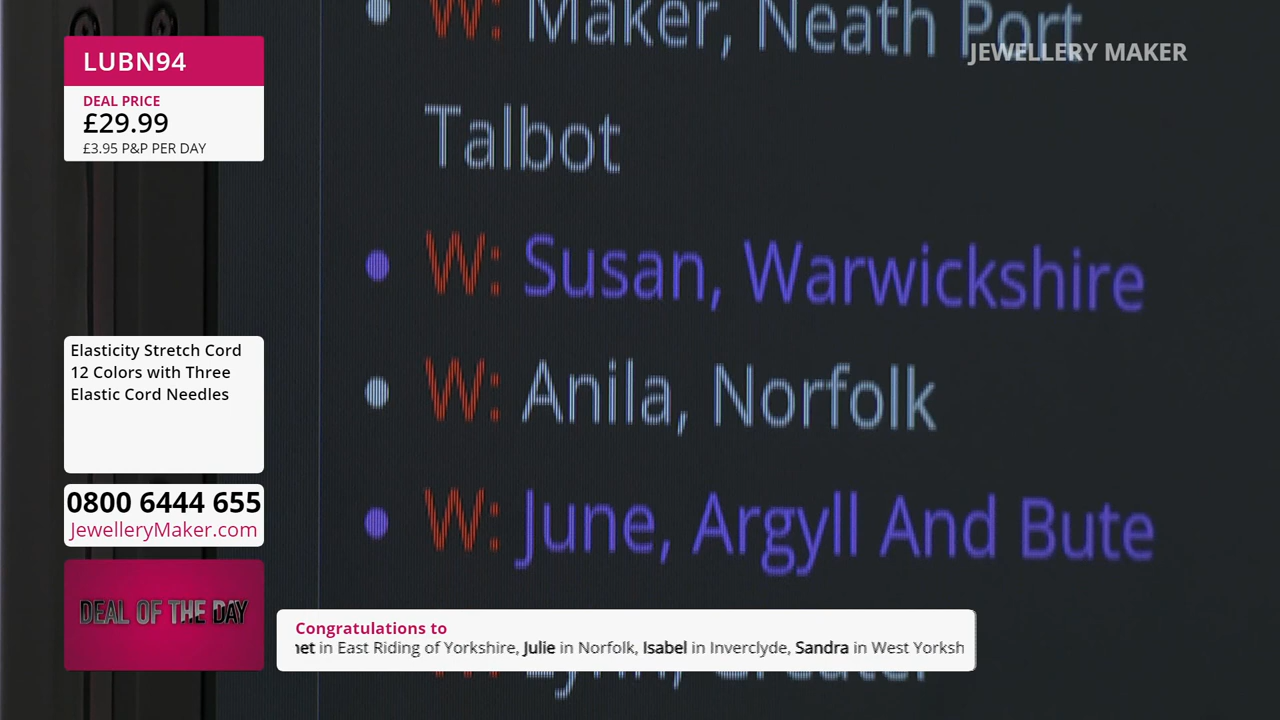 LUBN94
DEAL PRICE
£29.99
£3.95 P&P PER DAY
JEWELLERY MAKER
W: Maker, Neath Port
Talbot
W: Susan, Warwickshire
W: Anila, Norfolk
W: June, Argyll And Bute
Elasticity Stretch Cord
12 Colors with Three
Elastic Cord Needles
0800 6444 655
JewelleryMaker.com
DEAL OF THE DAY
Congratulations to
net in East Riding of Yorkshire, Julie in Norfolk, Isabel in Inverclyde, Sandra in West Yorksh